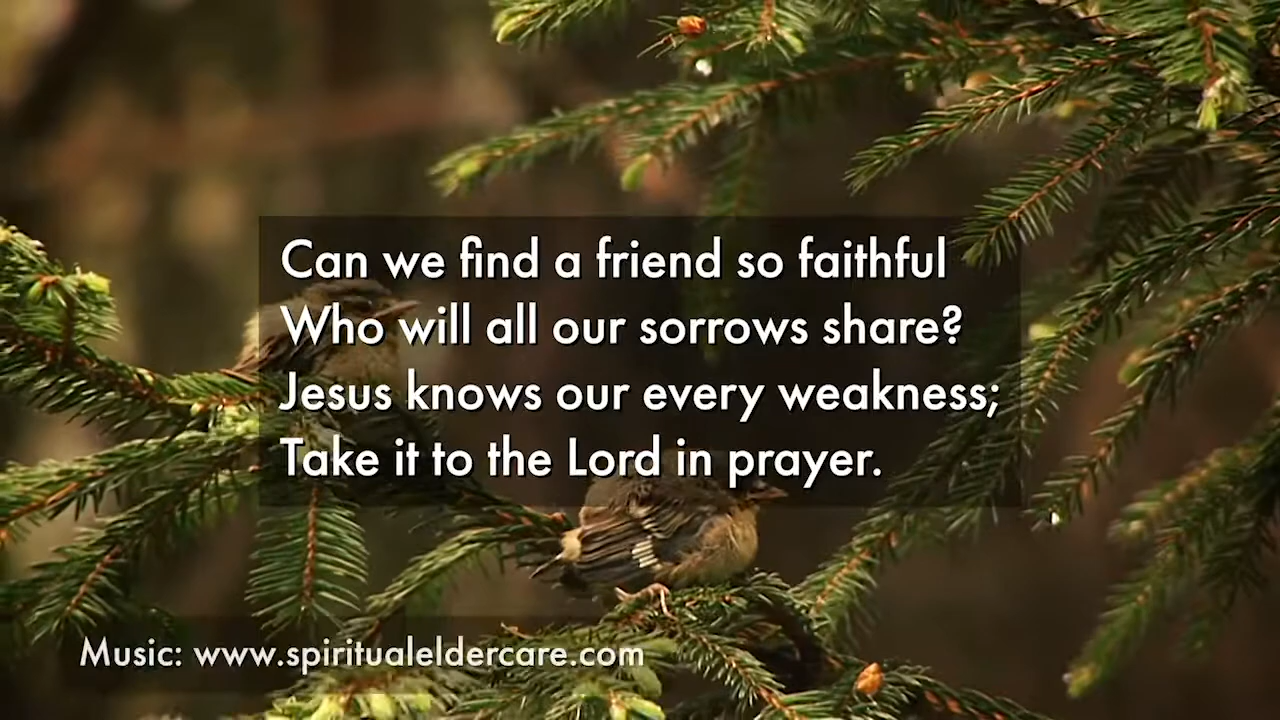 Can we find a friend so faithful
Who will all our sorrows share?
Jesus knows our every weakness;
Take it to the Lord in prayer.
Music: www.spiritualeldercare.com